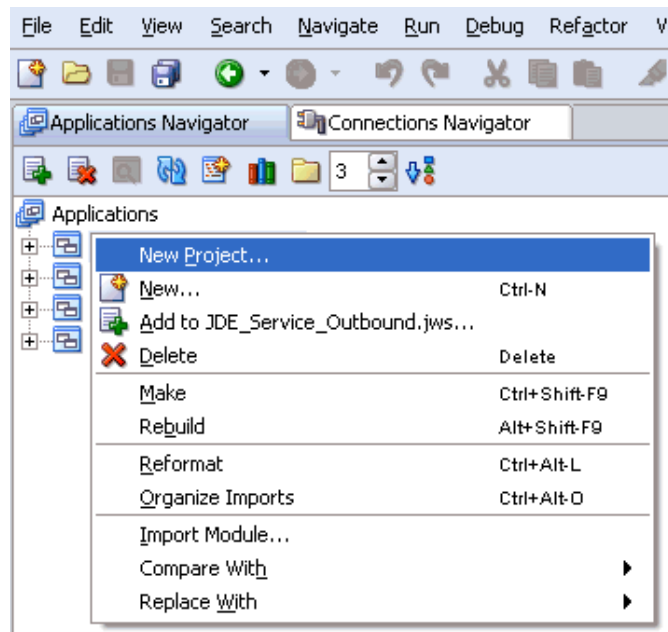 File Edit View Search Navigate Run Debug Refactor V
Applications Navigator Connections Navigator
3
Applications
New Project...
New... Ctrl-N
Add to JDE_Service_Outbound.jws...
Delete Delete
Make Ctrl+Shift-F9
Rebuild Alt+Shift-F9
Reformat Ctrl+Alt-L
Organize Imports Ctrl+Alt-O
Import Module...
Compare With
Replace With